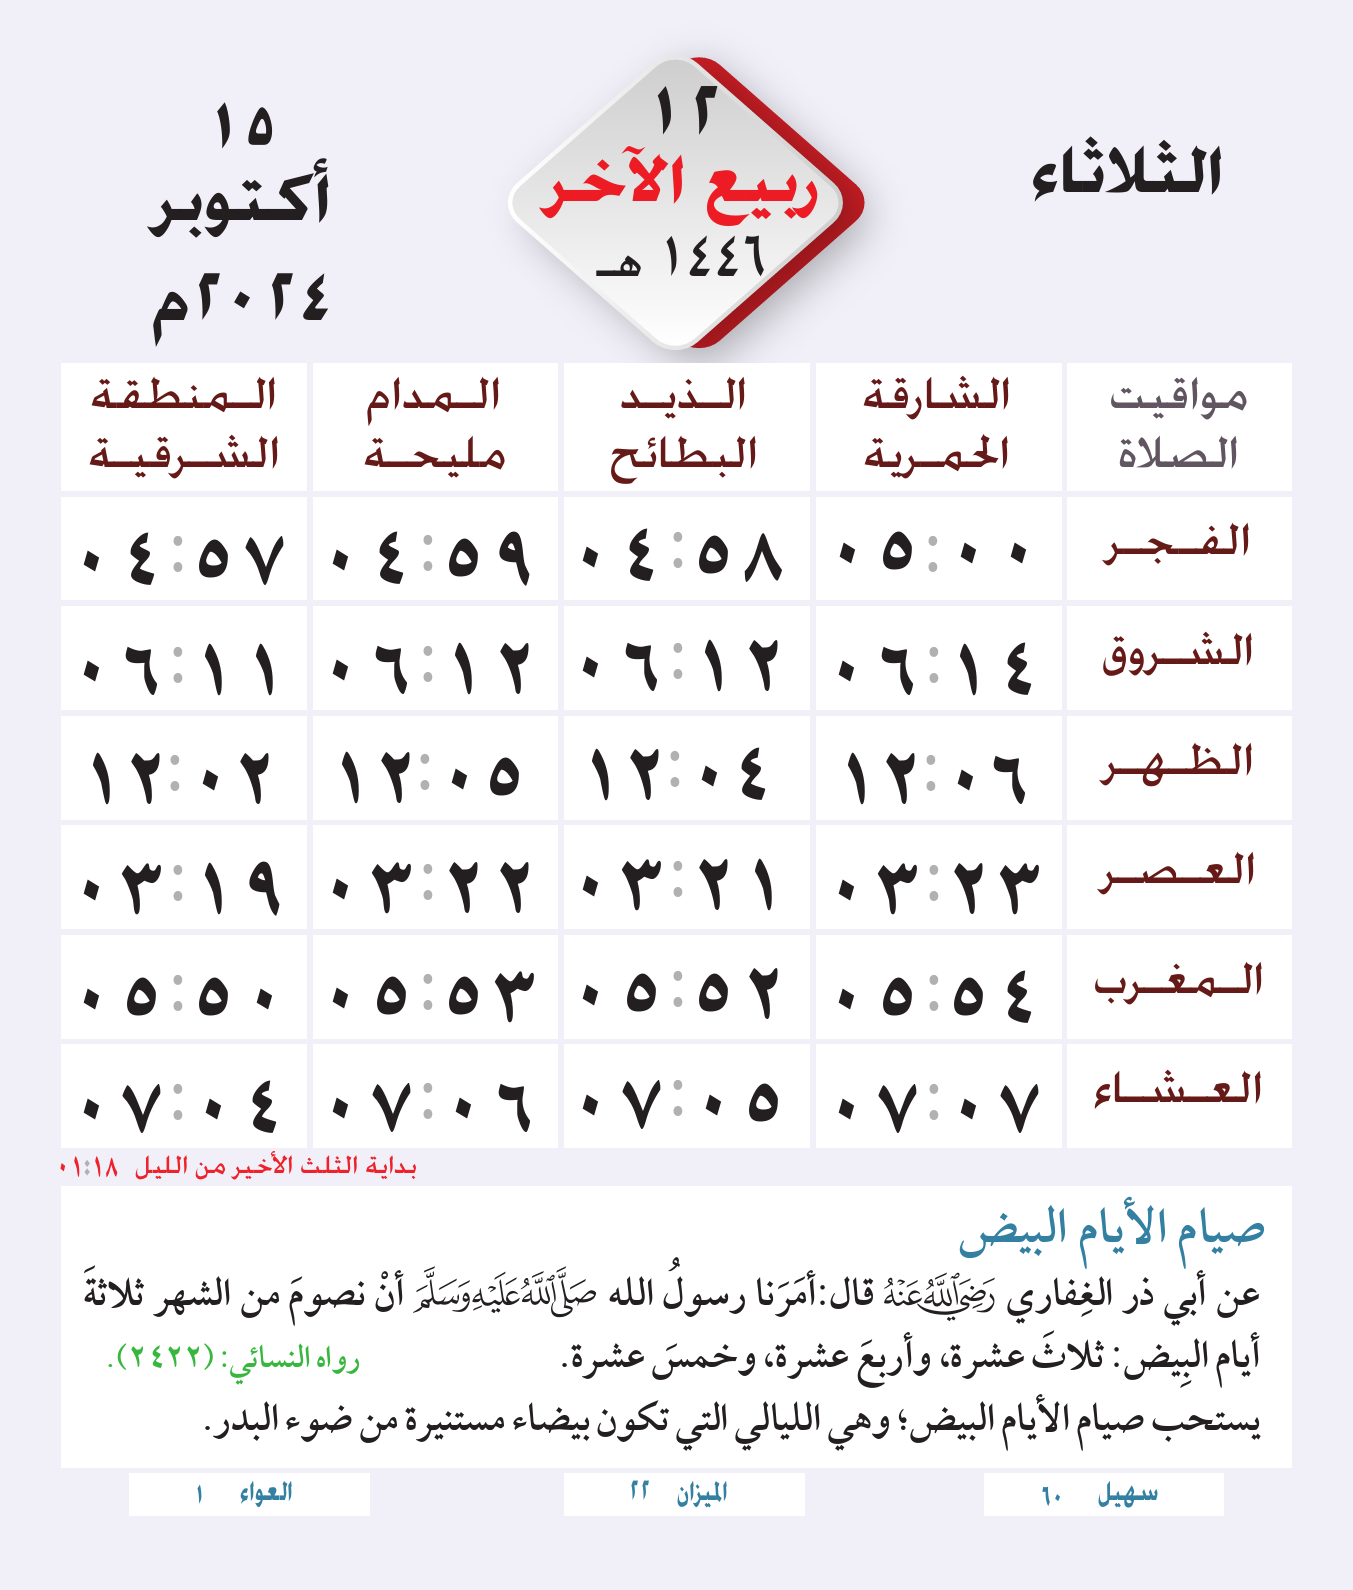 الثلاثاء
١٢
ربيع الآخر
١٤٤٦ هـ
١٥
أكتوبر
٢٠٢٤م
مواقيت الصلاة
الشارقة الحمرية
الذيد البطائح
المدام مليحة
المنطقة الشرقية
الفجر ٠٥:٠٠ ٠٤:٥٨ ٠٤:٥٩ ٠٤:٥٧
الشروق ٠٦:١٤ ٠٦:١٢ ٠٦:١٢ ٠٦:١١
الظهر ١٢:٠٦ ١٢:٠٤ ١٢:٠٥ ١٢:٠٢
العصر ٠٣:٢٣ ٠٣:٢١ ٠٣:٢٢ ٠٣:١٩
المغرب ٠٥:٥٤ ٠٥:٥٢ ٠٥:٥٣ ٠٥:٥٠
العشاء ٠٧:٠٧ ٠٧:٠٥ ٠٧:٠٦ ٠٧:٠٤
بداية الثلث الأخير من الليل ٠١:١٨
صيام الأيام البيض
عن أبي ذر الغِفاري رَضِيَ اللَّهُ عَنْهُ قال:أمَرَنا رسولُ الله صَلَّى اللَّهُ عَلَيْهِ وَسَلَّمَ أنْ نصومَ من الشهر ثلاثةَ
أيام البِيض: ثلاثَ عشرة، وأربعَ عشرة، وخمسَ عشرة. رواه النسائي: (٢٤٢٢).
يستحب صيام الأيام البيض؛ وهي الليالي التي تكون بيضاء مستنيرة من ضوء البدر.
سهيل ٦٠
الميزان ٢٢
العواء ١